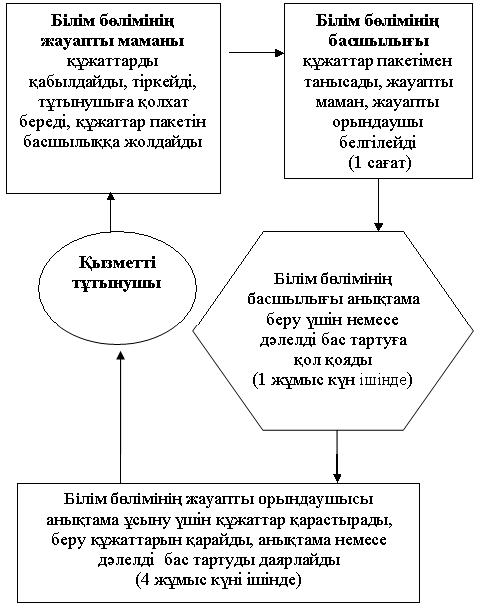 Білім бөлімінің
жауапты маманы
құжаттарды
қабылдайды, тіркейді,
тұтынушыға қолхат
береді, құжаттар пакетін
басшылыққа жолдайды
Білім бөлімінің
басшылығы
құжаттар пакетімен
танысады, жауапты
маман, жауапты
орындаушы
белгілейді
(1 сағат)
Қызметті
тұтынушы
Білім бөлімінің
басшылығы анықтама
беру үшін немесе
дәлелді бас тартуға
қол қояды
(1 жұмыс күн ішінде)
Білім бөлімінің жауапты орындаушысы
анықтама ұсыну үшін құжаттар қарастырады,
беру құжаттарын қарайды, анықтама немесе
дәлелді бас тартуды даярлайды
(4 жұмыс күні ішінде)